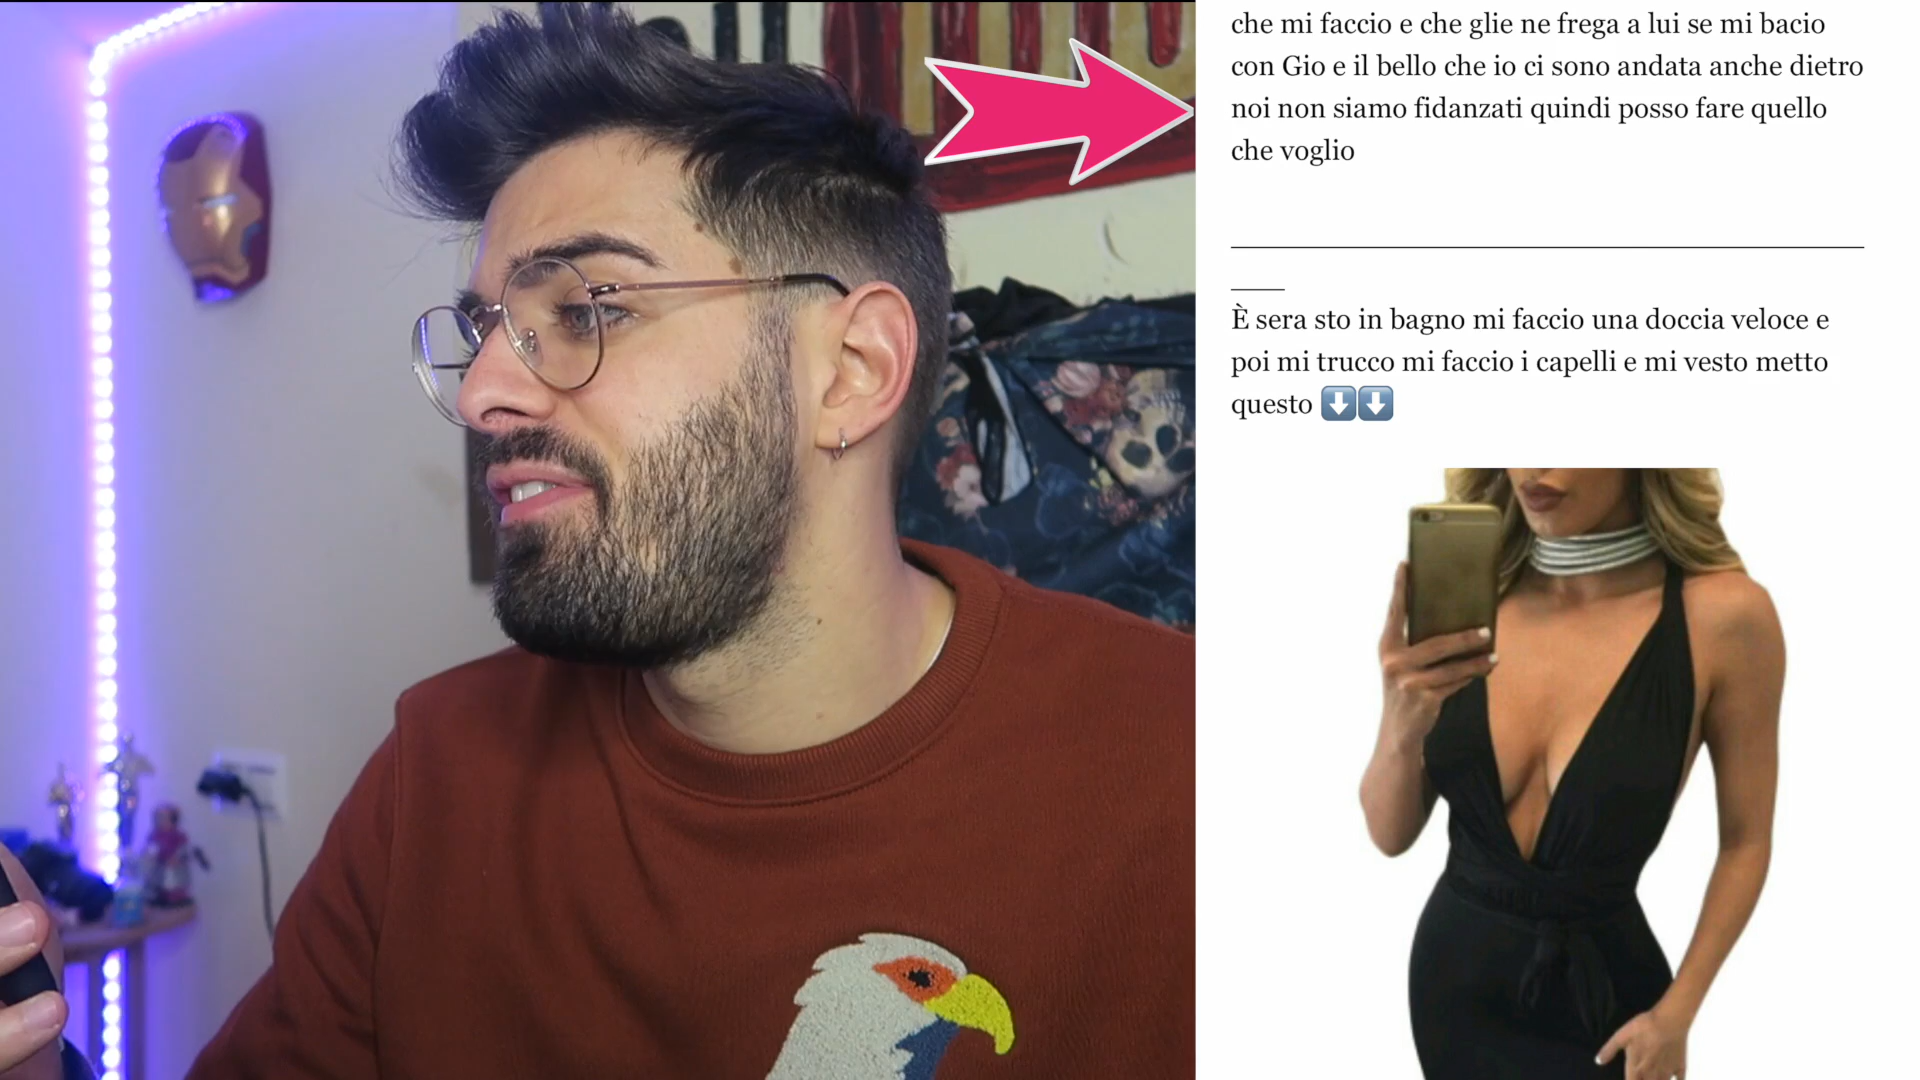 che mi faccio e che glie ne frega a lui se mi bacio
con Gio e il bello che io ci sono andata anche dietro
noi non siamo fidanzati quindi posso fare quello
che voglio
È sera sto in bagno mi faccio una doccia veloce e
poi mi trucco mi faccio i capelli e mi vesto metto
questo ⬇️⬇️